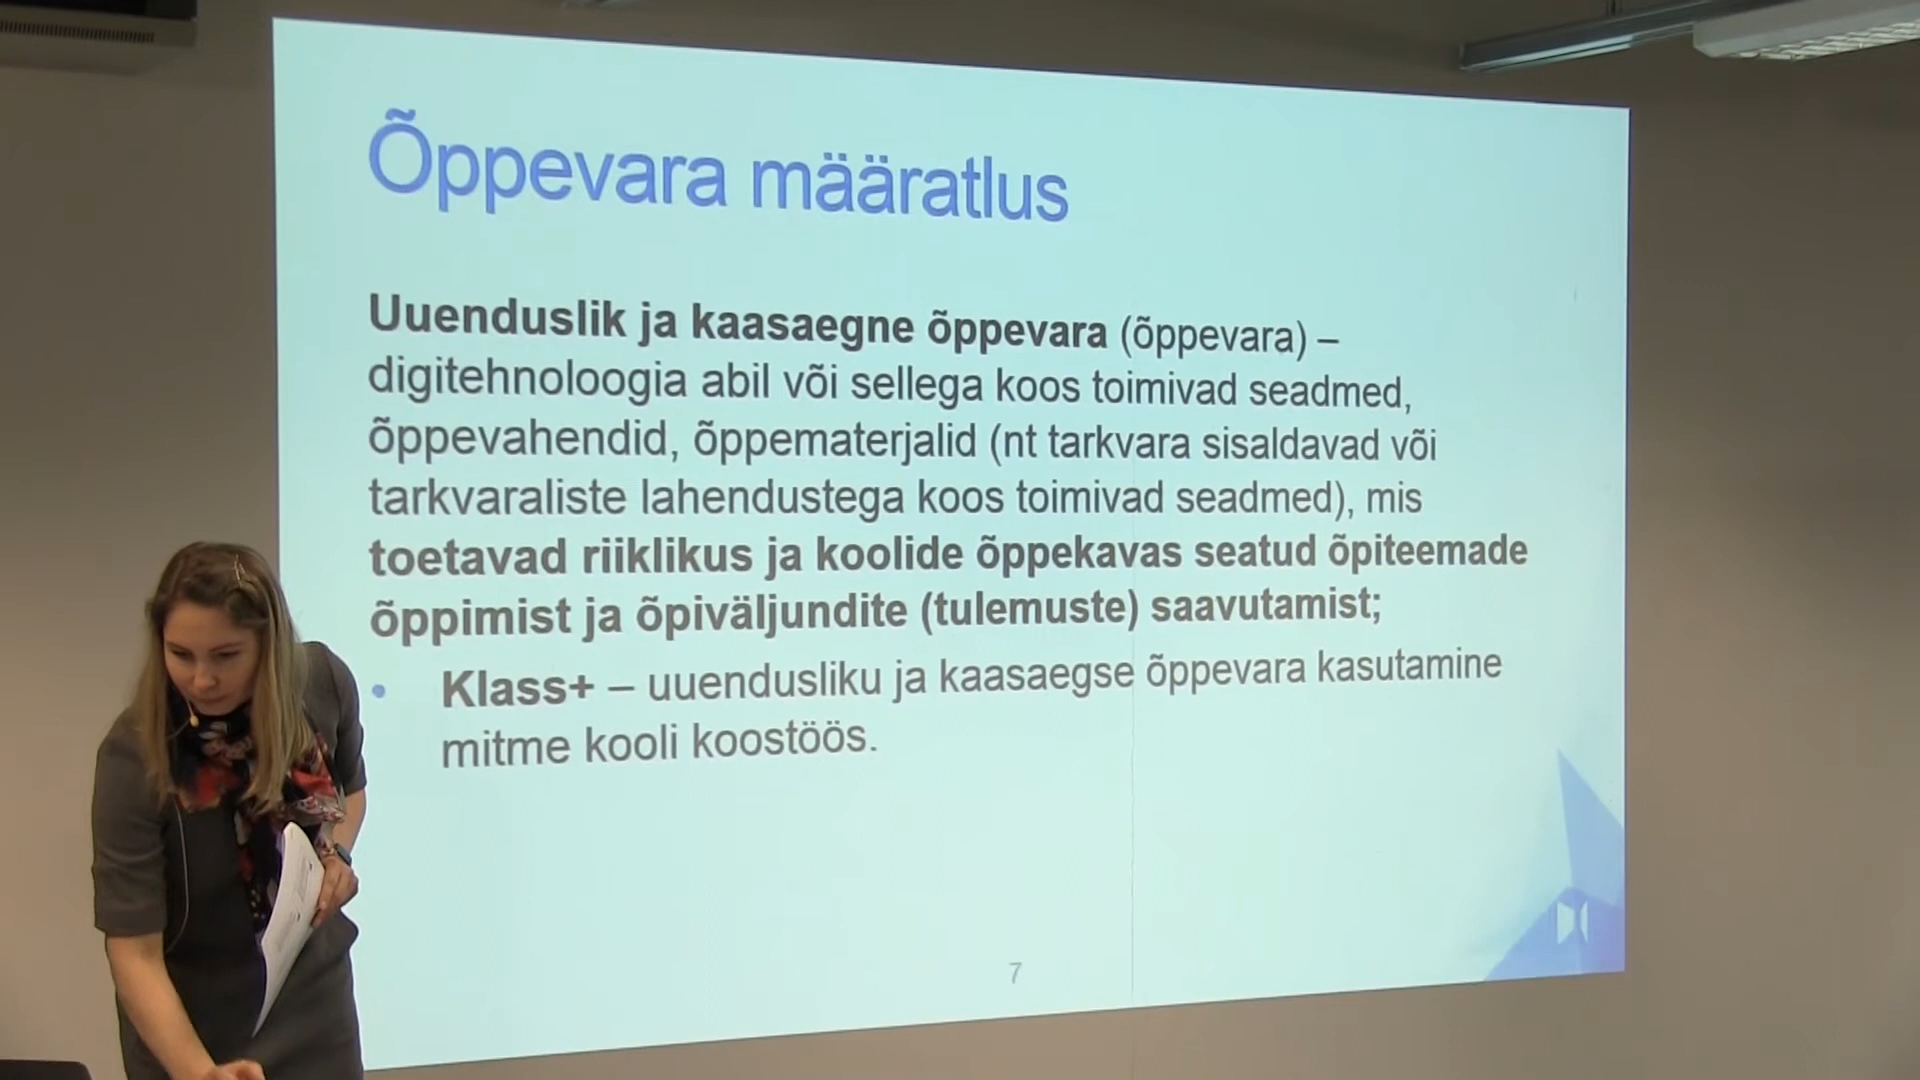 Õppevara määratlus
Uuenduslik ja kaasaegne õppevara (õppevara) –
digitehnoloogia abil või sellega koos toimivad seadmed,
õppevahendid, õppematerjalid (nt tarkvara sisaldavad või
tarkvaraliste lahendustega koos toimivad seadmed), mis
toetavad riiklikus ja koolide õppekavas seatud õpiteemade
õppimist ja õpiväljundite (tulemuste) saavutamist;
• Klass+ – uuendusliku ja kaasaegse õppevara kasutamine
mitme kooli koostöös.
7